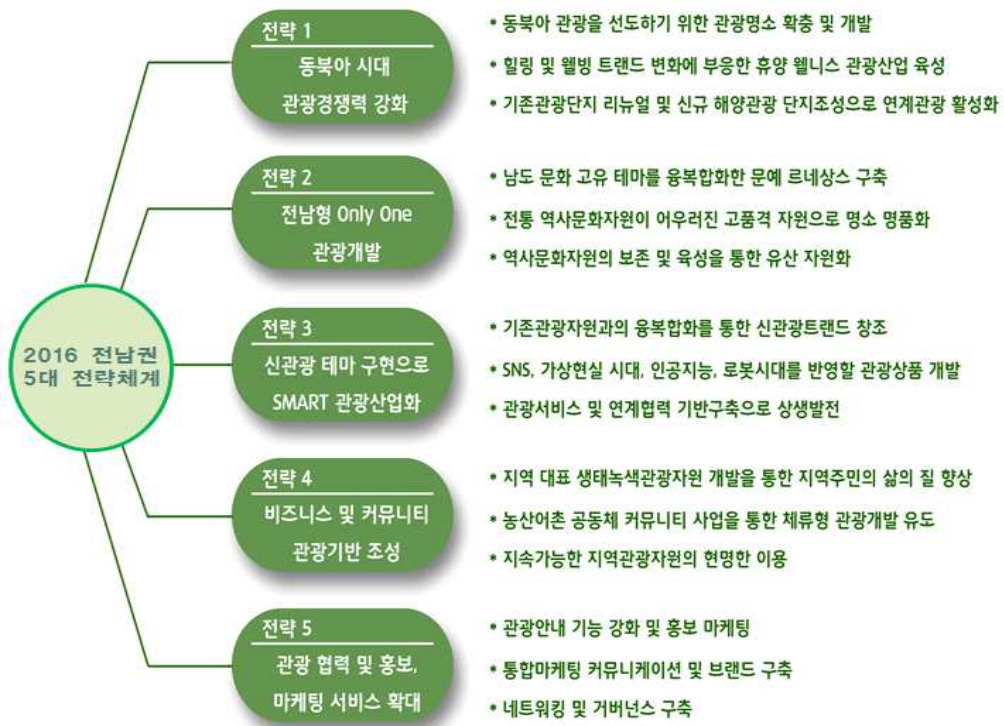 2016 전남권
5대 전략체계
전략 1
동북아 시대
관광경쟁력 강화
* 동북아 관광을 선도하기 위한 관광명소 확충 및 개발
* 힐링 및 웰빙 트랜드 변화에 부응한 휴양 웰니스 관광산업 육성
* 기존관광단지 리뉴얼 및 신규 해양관광 단지조성으로 연계관광 활성화
전략 2
전남형 Only One
관광개발
* 남도 문화 고유 테마를 융복합화한 문예 르네상스 구축
* 전통 역사문화자원이 어우러진 고품격 자원으로 명소 명품화
* 역사문화자원의 보존 및 육성을 통한 유산 자원화
전략 3
신관광 테마 구현으로
SMART 관광산업화
* 기존관광자원과의 융복합화를 통한 신관광트랜드 창조
* SNS, 가상현실 시대, 인공지능, 로봇시대를 반영할 관광상품 개발
* 관광서비스 및 연계협력 기반구축으로 상생발전
전략 4
비즈니스 및 커뮤니티
관광기반 조성
* 지역 대표 생태녹색관광자원 개발을 통한 지역주민의 삶의 질 향상
* 농산어촌 공동체 커뮤니티 사업을 통한 체류형 관광개발 유도
* 지속가능한 지역관광자원의 현명한 이용
전략 5
관광 협력 및 홍보,
마케팅 서비스 확대
* 관광안내 기능 강화 및 홍보 마케팅
* 통합마케팅 커뮤니케이션 및 브랜드 구축
* 네트워킹 및 거버넌스 구축